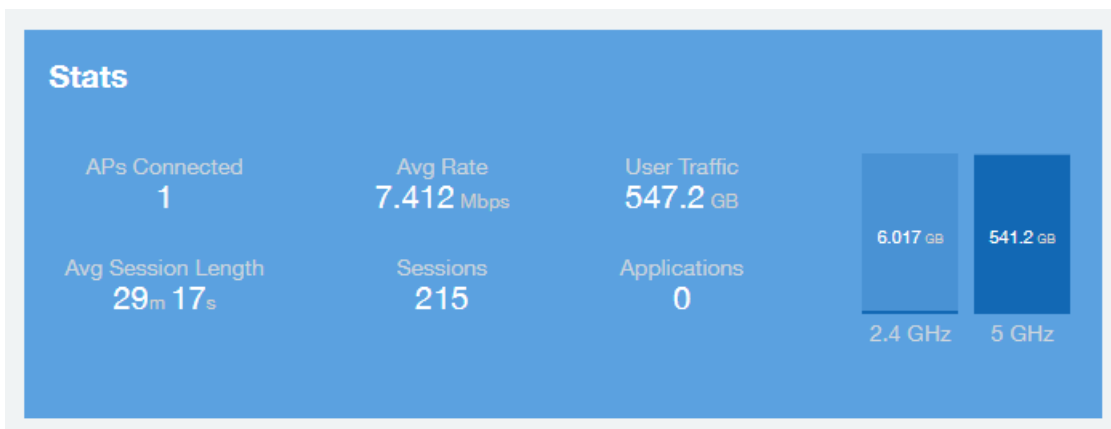 Stats
APs Connected
1
Avg Rate
7.412 Mbps
User Traffic
547.2 GB
Avg Session Length
29m 17s
Sessions
215
Applications
0
6.017 GB
2.4 GHz
541.2 GB
5 GHz